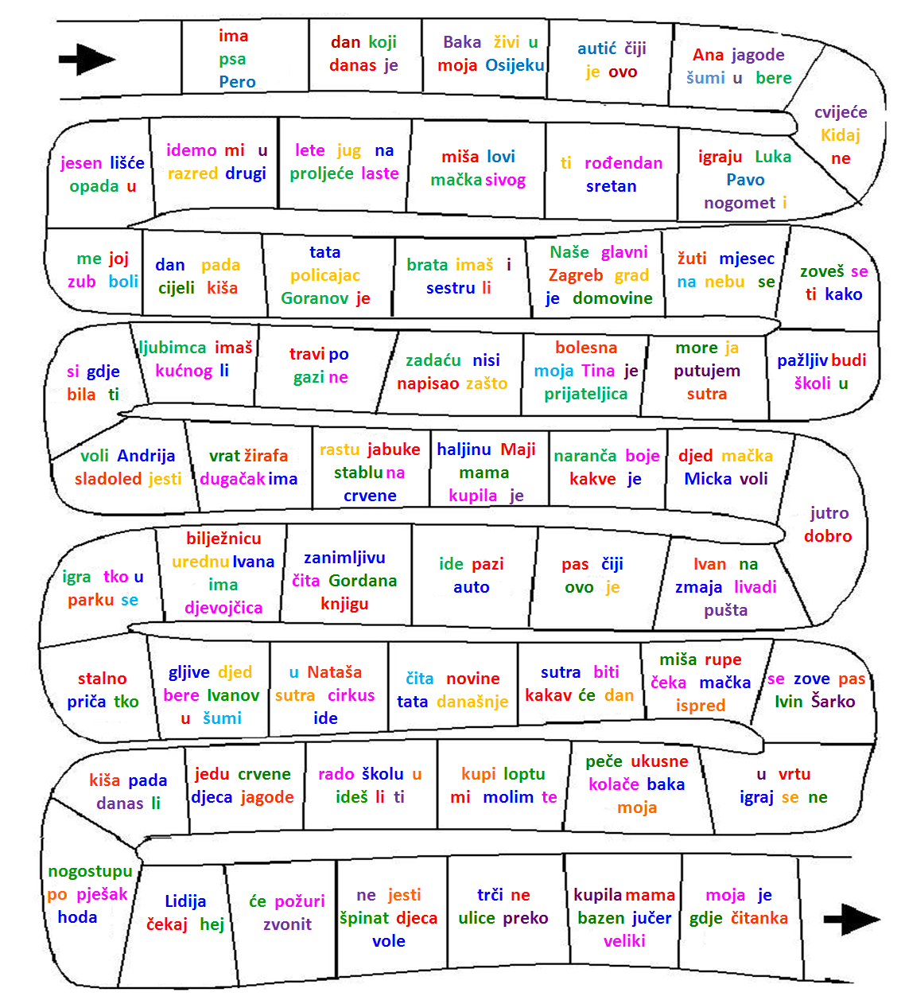 ima
psa
Pero
dan koji
danas je
Baka živi u
moja Osijeku
autić čiji
je ovo
Ana jagode
šumi u bere
cvijeće
Kidaj
ne
igraju Luka
Pavo
nogomet i
ti rođendan
sretan
miša lovi
mačka sivog
lete jug na
proljeće laste
idemo mi u
razred drugi
jesen lišće
opada u
me joj
zub boli
dan pada
cijeli kiša
tata
policajac
Goranov je
brata imaš i
sestru li
Naše glavni
Zagreb grad
je domovine
žuti mjesec
na nebu se
zoveš se
ti kako
pažljiv budi
školi u
more ja
putujem
sutra
bolesna
moja Tina je
prijateljica
zadaću nisi
napisao zašto
travi po
gazi ne
ljubimca imaš
kućnog li
si gdje
bila ti
voli Andrija
sladoled jesti
vrat žirafa
dugačak ima
rastu jabuke
stablu na
crvene
haljinu Maji
mama
kupila je
naranča boje
kakve je
djed mačka
Micka voli
jutro
dobro
Ivan na
zmaja livadi
pušta
pas čiji
ovo je
ide pazi
auto
zanimljivu
čita Gordana
knjigu
bilježnicu
urednu Ivana
ima
djevojčica
igra tko u
parku se
stalno
priča tko
gljive djed
bere Ivanov
u šumi
u Nataša
sutra cirkus
ide
čita novine
tata današnje
sutra biti
kakav će dan
miša rupe
čeka mačka
ispred
se zove pas
Ivin Šarko
u vrtu
igraj se ne
peče ukusne
kolače baka
moja
kupi loptu
mi molim te
rado školu u
ideš li ti
jedu crvene
djeca jagode
kiša pada
danas li
nogostupu
po pješak
hoda
Lidija
čekaj hej
će požuri
zvonit
ne jesti
špinat djeca
vole
trči ne
ulice preko
kupila mama
bazen jučer
veliki
moja je
gdje čitanka